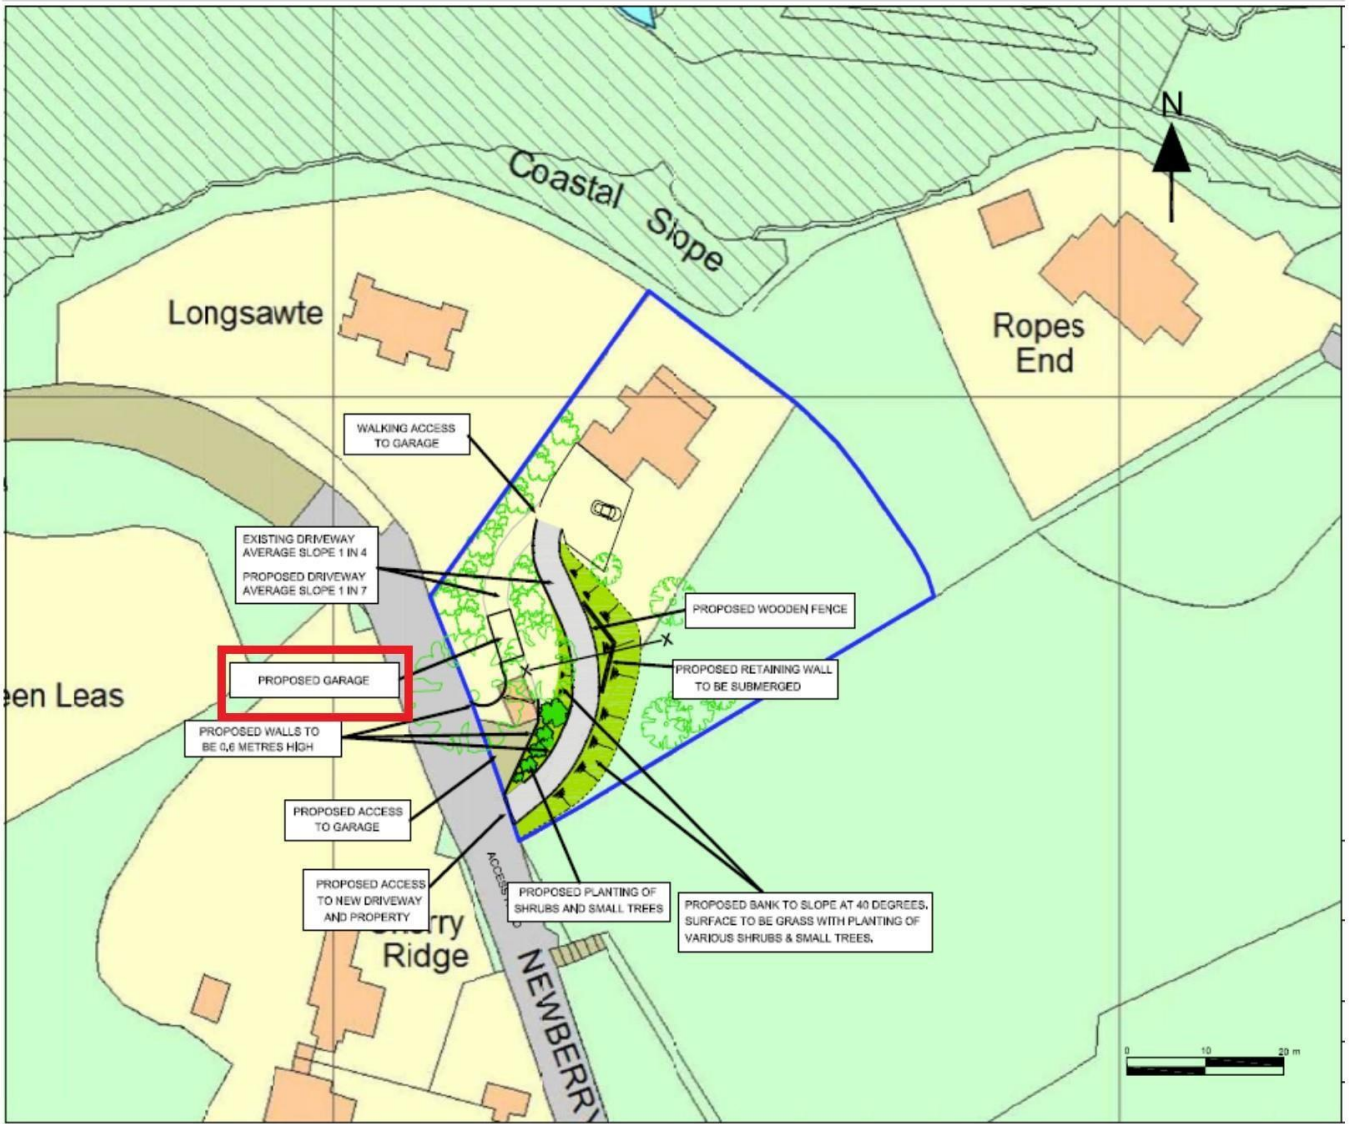 N
Coastal
Slope
Longsawte
Ropes
End
WALKING ACCESS
TO GARAGE
EXISTING DRIVEWAY
AVERAGE SLOPE 1 IN 4
PROPOSED DRIVEWAY
AVERAGE SLOPE 1 IN 7
PROPOSED WOODEN FENCE
X
X
PROPOSED RETAINING WALL
TO BE SUBMERGED
PROPOSED GARAGE
een Leas
PROPOSED WALLS TO
BE 0.6 METRES HIGH
PROPOSED ACCESS
TO GARAGE
PROPOSED ACCESS
TO NEW DRIVEWAY
AND PROPERTY
ACCESS
PROPOSED PLANTING OF
SHRUBS AND SMALL TREES
PROPOSED BANK TO SLOPE AT 40 DEGREES.
SURFACE TO BE GRASS WITH PLANTING OF
VARIOUS SHRUBS & SMALL TREES.
Ridge
NEWBERRY
0 10 20 m